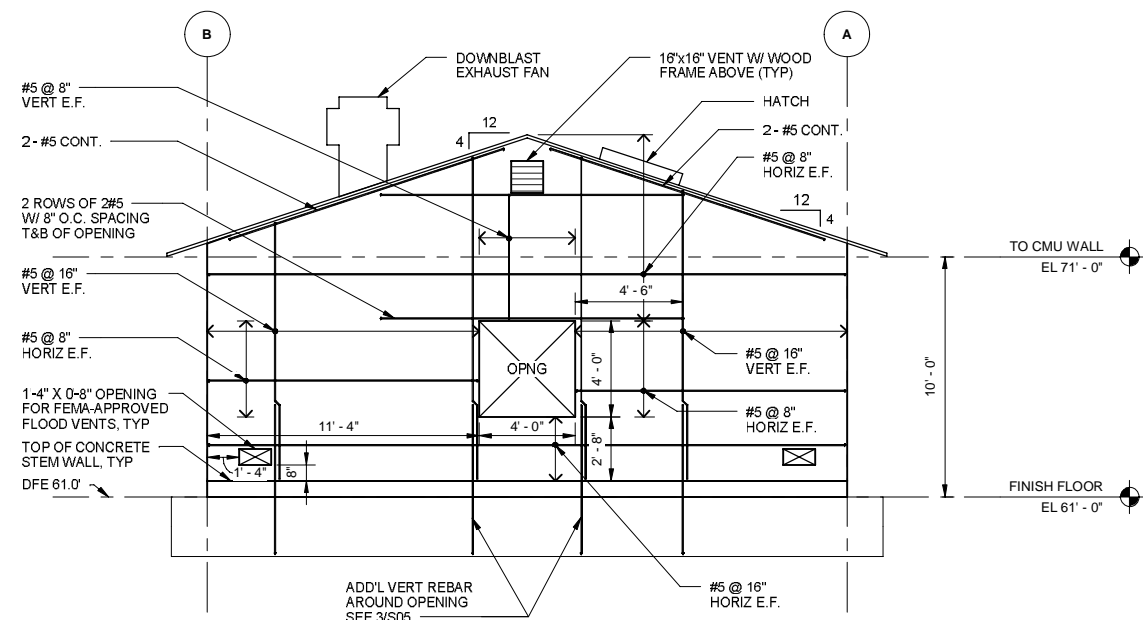 B
A
DOWNBLAST
EXHAUST FAN
16"x16" VENT W/ WOOD
FRAME ABOVE (TYP)
#5 @ 8"
VERT E.F.
HATCH
12
4
2- #5 CONT.
2 - #5 CONT.
#5 @ 8"
HORIZ E.F.
2 ROWS OF 2#5
W/ 8" O.C. SPACING
T&B OF OPENING
12
4
TO CMU WALL
EL 71' - 0"
#5 @ 16"
VERT E.F.
4' - 6"
#5 @ 8"
HORIZ E.F.
OPNG
4' - 0"
#5 @ 16"
VERT E.F.
10' - 0"
1'-4" X 0'-8" OPENING
FOR FEMA-APPROVED
FLOOD VENTS, TYP
#5 @ 8"
HORIZ E.F.
11' - 4"
4' - 0"
2' - 8"
TOP OF CONCRETE
STEM WALL, TYP
1' - 4"
8"
DFE 61.0'
FINISH FLOOR
EL 61' - 0"
ADD'L VERT REBAR
AROUND OPENING
SEE 3/S05
#5 @ 16"
HORIZ E.F.